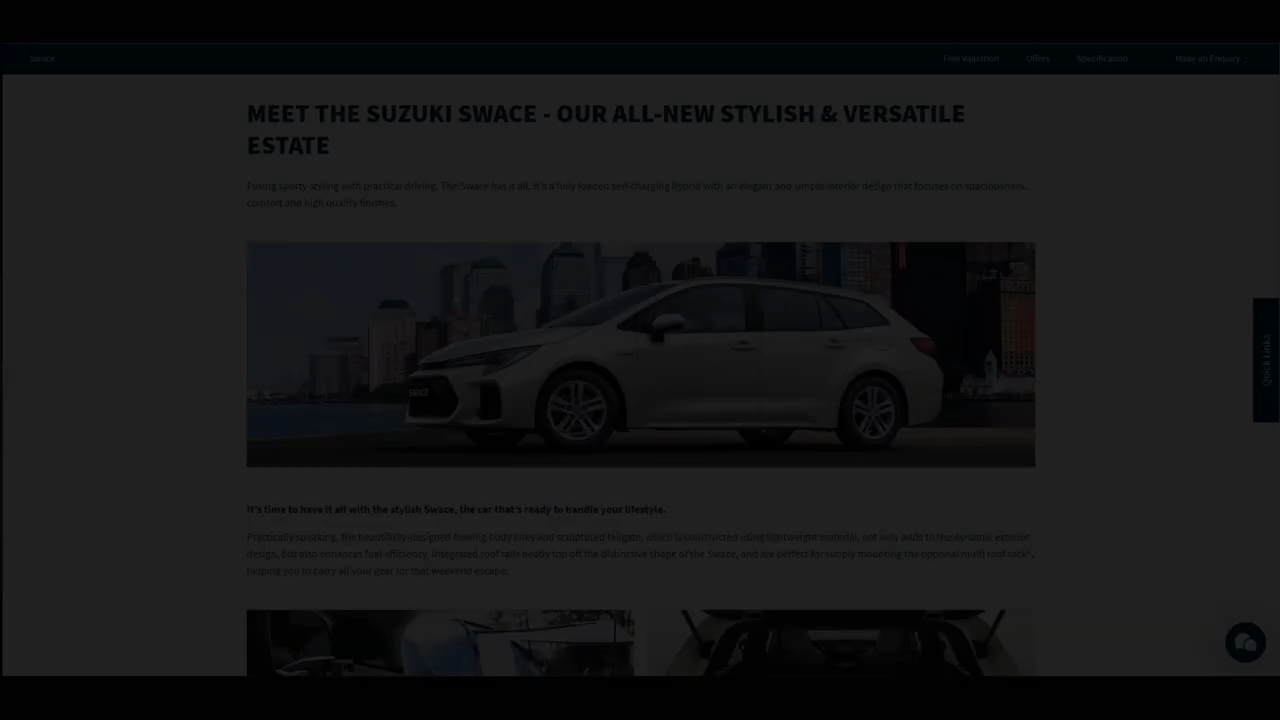 Swace
Free Valuation
Offers
Specification
Make an Enquiry
MEET THE SUZUKI SWACE - OUR ALL-NEW STYLISH & VERSATILE
ESTATE
Fusing sporty styling with practical driving, The Swace has it all. It's a fully loaded self-charging hybrid with an elegant and simple interior design that focuses on spaciousness,
comfort and high quality finishes.
swace
Quick Links
It's time to have it all with the stylish Swace, the car that's ready to handle your lifestyle.
Practically speaking, the beautifully designed flowing body lines and sculptured tailgate, which is constructed using lightweight material, not only adds to the dynamic exterior
design, but also enhances fuel efficiency. Integrated roof rails neatly top off the distinctive shape of the Swace, and are perfect for simply mounting the optional multi roof rack*,
helping you to carry all your gear for that weekend escape.